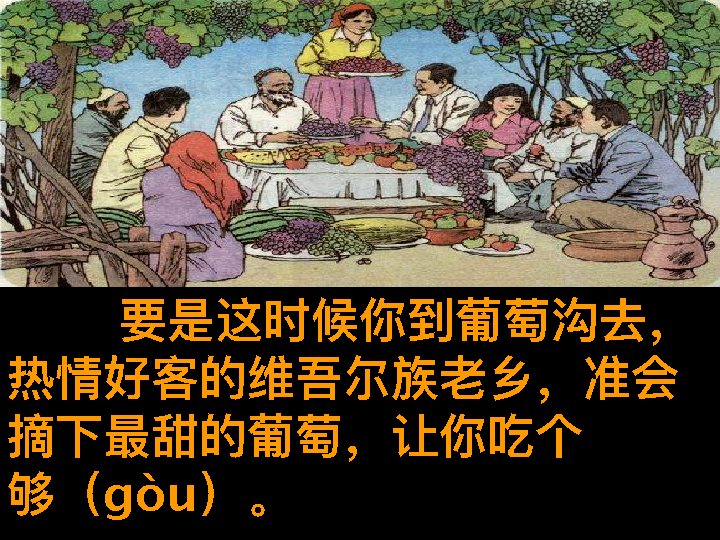 要是这时候你到葡萄沟去，
热情好客的维吾尔族老乡，准会
摘下最甜的葡萄，让你吃个
够（gòu）。